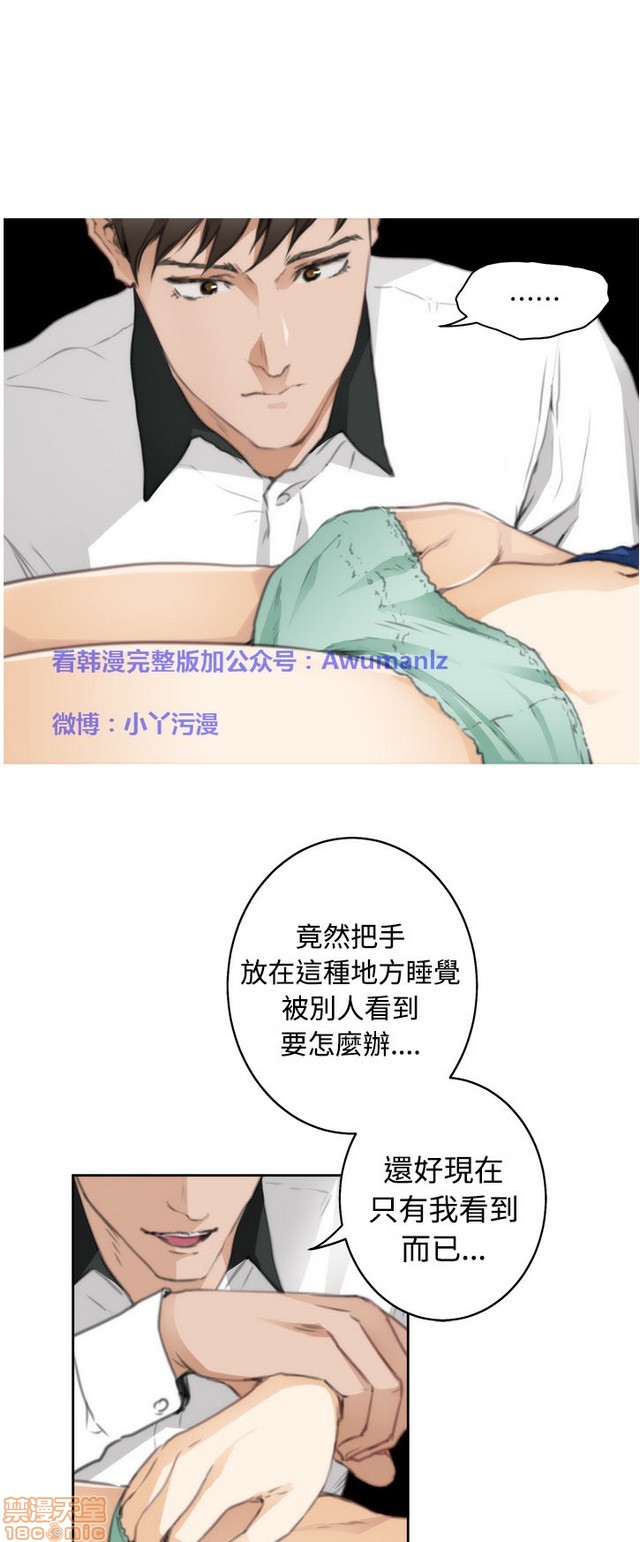 ......
看韩漫完整版加公众号：Awumanlz
微博：小丫污漫
竟然把手
放在這種地方睡覺
被別人看到
要怎麼辦....
還好現在
只有我看到
而已...
禁漫天堂
18COMIC